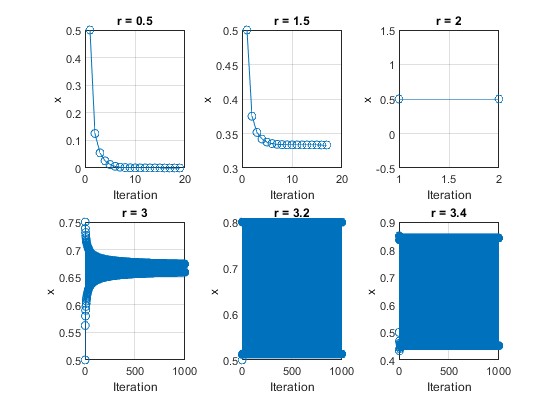 r = 0.5
0.5
0.4
0.3
0.2
0.1
0
x
0
10
20
Iteration
r = 1.5
0.5
0.45
0.4
0.35
0.3
x
0
10
20
Iteration
r = 2
1.5
1
0.5
0
-0.5
x
1
1.5
2
Iteration
r = 3
0.75
0.7
0.65
0.6
0.55
0.5
x
0
500
1000
Iteration
r = 3.2
0.8
0.7
0.6
0.5
x
0
500
1000
Iteration
r = 3.4
0.9
0.8
0.7
0.6
0.5
0.4
x
0
500
1000
Iteration